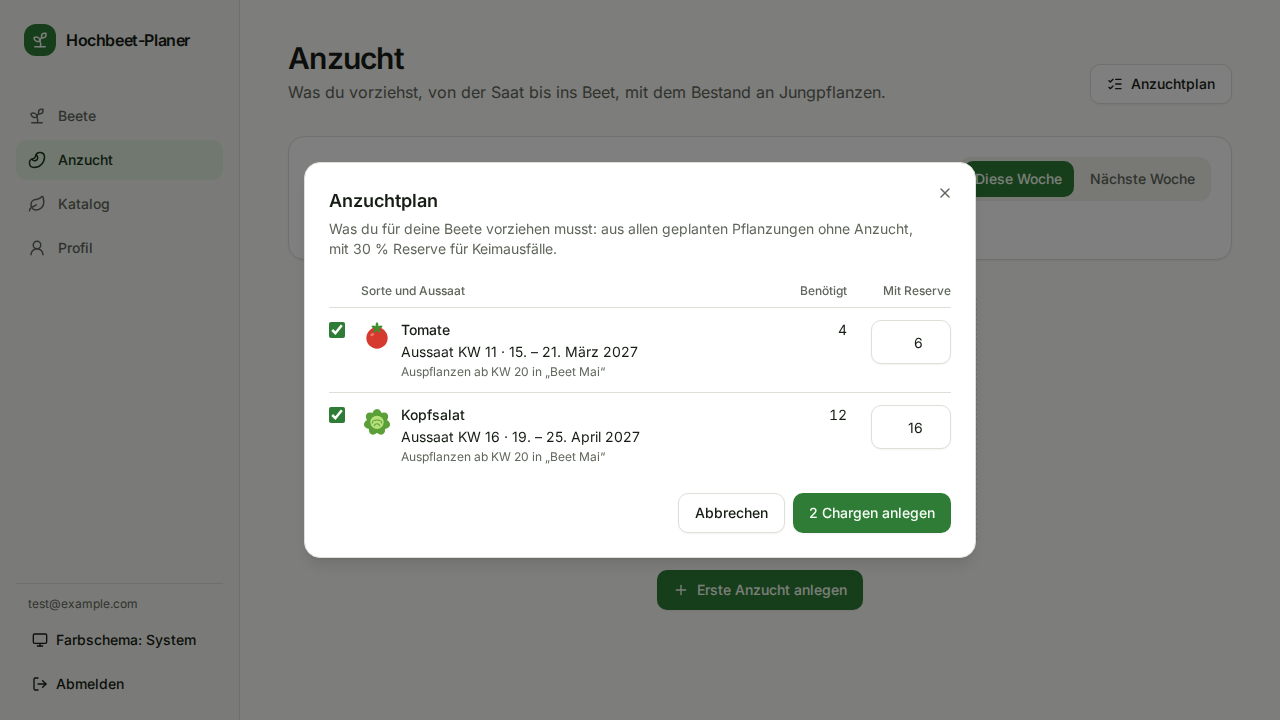 Hochbeet-Planer
Beete
Anzucht
Katalog
Profil
test@example.com
Farbschema: System
Abmelden
Anzucht
Was du vorziehst, von der Saat bis ins Beet, mit dem Bestand an Jungpflanzen.
Anzuchtplan
Diese Woche
Nächste Woche
Anzuchtplan
Was du für deine Beete vorziehen musst: aus allen geplanten Pflanzungen ohne Anzucht,
mit 30 % Reserve für Keimausfälle.
Sorte und Aussaat Benötigt Mit Reserve
Tomate 4 6
Aussaat KW 11 · 15. – 21. März 2027
Auspflanzen ab KW 20 in „Beet Mai“
Kopfsalat 12 16
Aussaat KW 16 · 19. – 25. April 2027
Auspflanzen ab KW 20 in „Beet Mai“
Abbrechen
2 Chargen anlegen
Erste Anzucht anlegen